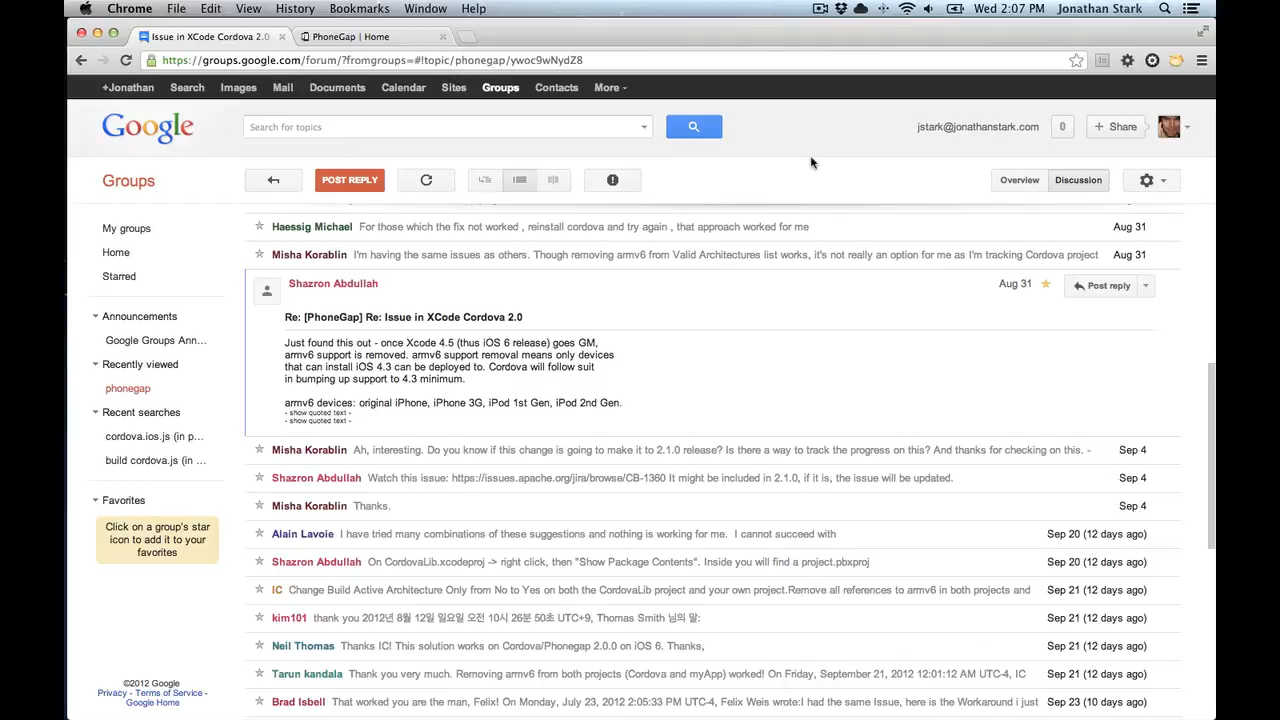 Chrome File Edit View History Bookmarks Window Help Wed 2:07 PM Jonathan Stark
Issue in XCode Cordova 2.0 PhoneGap | Home
https://groups.google.com/forum/?fromgroups=#!topic/phonegap/ywoc9wNydZ8
+Jonathan Search Images Mail Documents Calendar Sites Groups Contacts More
Google Search for topics jstark@jonathanstark.com 0 + Share
Groups POST REPLY Overview Discussion
Haessig Michael For those which the fix not worked , reinstall cordova and try again , that approach worked for me Aug 31
My groups
Misha Korablin I'm having the same issues as others. Though removing armv6 from Valid Architectures list works, it's not really an option for me as I'm tracking Cordova project Aug 31
Home
Starred
Shazron Abdullah Aug 31 Post reply
Re: [PhoneGap] Re: Issue in XCode Cordova 2.0
Just found this out - once Xcode 4.5 (thus iOS 6 release) goes GM,
armv6 support is removed. armv6 support removal means only devices
that can install iOS 4.3 can be deployed to. Cordova will follow suit
in bumping up support to 4.3 minimum.
armv6 devices: original iPhone, iPhone 3G, iPod 1st Gen, iPod 2nd Gen.
- show quoted text -
- show quoted text -
Announcements
Google Groups Ann...
Recently viewed
phonegap
Recent searches
cordova.ios.js (in p...
build cordova.js (in ...
Favorites
Click on a group's star
icon to add it to your
favorites
Misha Korablin Ah, interesting. Do you know if this change is going to make it to 2.1.0 release? Is there a way to track the progress on this? And thanks for checking on this. - Sep 4
Shazron Abdullah Watch this issue: https://issues.apache.org/jira/browse/CB-1360 It might be included in 2.1.0, if it is, the issue will be updated. Sep 4
Misha Korablin Thanks. Sep 4
Alain Lavoie I have tried many combinations of these suggestions and nothing is working for me. I cannot succeed with Sep 20 (12 days ago)
Shazron Abdullah On CordovaLib.xcodeproj -> right click, then "Show Package Contents". Inside you will find a project.pbxproj Sep 20 (12 days ago)
IC Change Build Active Architecture Only from No to Yes on both the CordovaLib project and your own project.Remove all references to armv6 in both projects and Sep 21 (12 days ago)
kim101 thank you 2012년 8월 12일 일요일 오전 10시 26분 50초 UTC+9, Thomas Smith 님의 말: Sep 21 (12 days ago)
Neil Thomas Thanks IC! This solution works on Cordova/Phonegap 2.0.0 on iOS 6. Thanks, Sep 21 (12 days ago)
Tarun kandala Thank you very much. Removing armv6 from both projects (Cordova and myApp) worked! On Friday, September 21, 2012 12:01:12 AM UTC-4, IC Sep 21 (12 days ago)
Brad Isbell That worked you are the man, Felix! On Monday, July 23, 2012 2:05:33 PM UTC-4, Felix Weis wrote:I had the same Issue, here is the Workaround i just Sep 23 (10 days ago)
©2012 Google
Privacy - Terms of Service -
Google Home